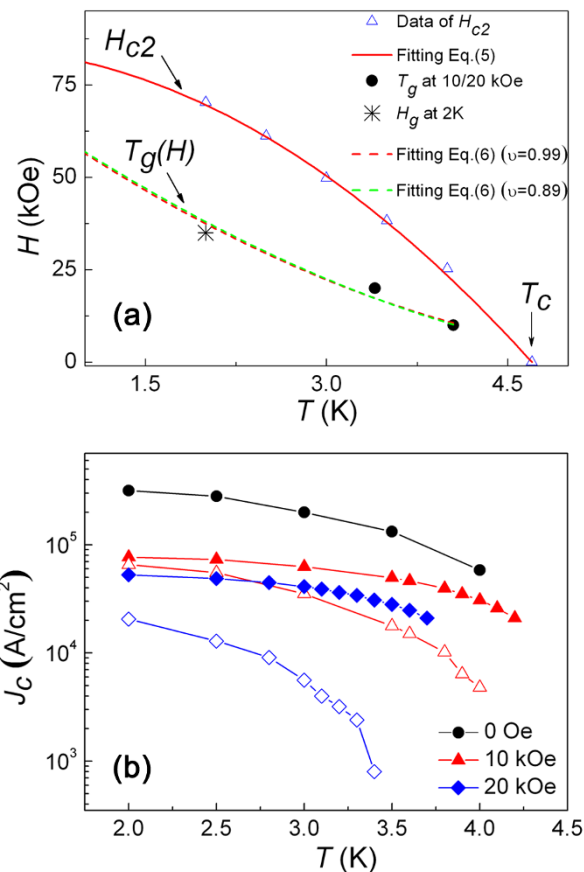 Data of Hc2
Fitting Eq.(5)
Tg at 10/20 kOe
Hg at 2K
Fitting Eq.(6) (υ=0.99)
Fitting Eq.(6) (υ=0.89)
Hc2
Tg(H)
TC
(a)
75
50
25
0
H (kOe)
1.5 3.0 4.5
T (K)
10^5
10^4
10^3
JC (A/cm^2)
(b)
0 Oe
10 kOe
20 kOe
2.0 2.5 3.0 3.5 4.0 4.5
T (K)